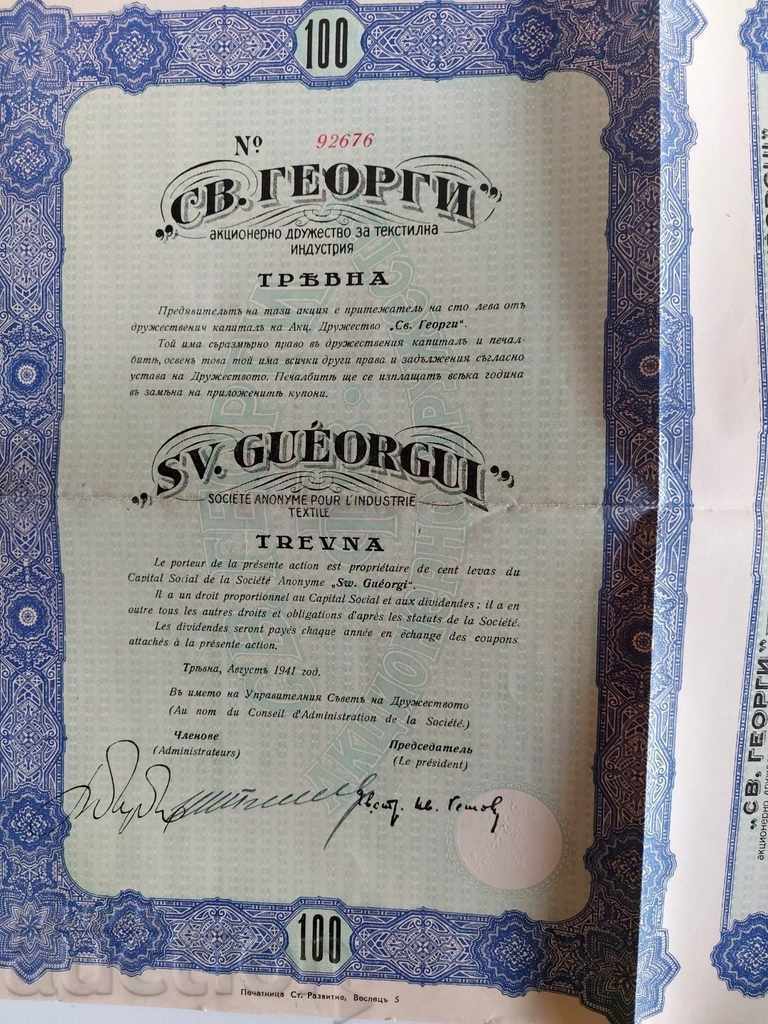 100
№ 92676
„СВ. ГЕОРГИ“
АКЦИОНЕРНО ДРУЖЕСТВО ЗА ТЕКСТИЛНА
ИНДУСТРИЯ
ТРѢВНА
Предявительтъ на тази акция е притежатель на сто лева отъ
дружественич капиталъ на Акц. Дружество „Св. Георги“.
Той има съразмѣрно право въ дружествения капиталъ и печал-
битѣ, освенъ това той има всички други права и задължения съгласно
устава на Дружеството. Печалбитѣ ще се изплащатъ всѣка година
въ замѣна на приложенитѣ купони.
„SV. GUÉORGUI“
SOCIÉTÉ ANONYME POUR L'INDUSTRIE
TEXTILE
TREVNA
Le porteur de la présente action est propriétaire de cent levas du
Capital Social de la Société Anonyme „Sw. Guéorgi“.
Il a un droit proportionnel au Capital Social et aux dividendes; il a en
outre tous les autres droits et obligations d'après les statuts de la Société.
Les dividendes seront payés chaque année en échange des coupons
attachés à la présente action.
Трѣвна, Августъ 1941 год.
Въ името на Управителния Съветъ на Дружеството
(Au nom du Conseil d'Administration de la Société.)
Членове
(Administrateurs)
Председатель
(Le président)
100
Печатница Ст. Развитие, Веслецъ 5
„СВ. ГЕОРГИ“